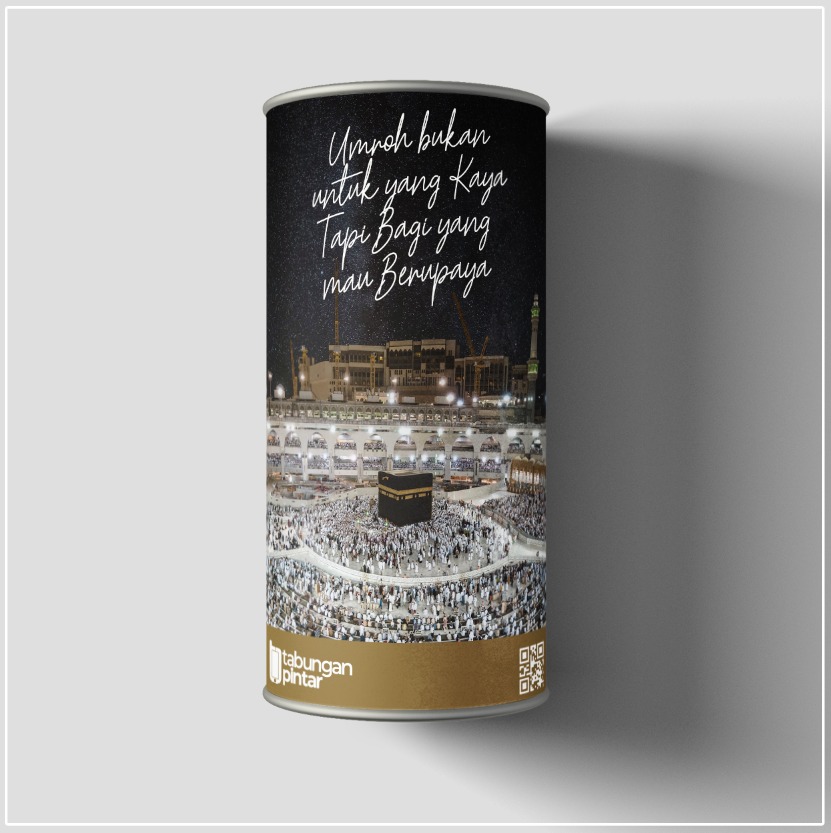 Umroh bukan
untuk yang Kaya
Tapi Bagi yang
mau Berupaya
tabungan
pintar